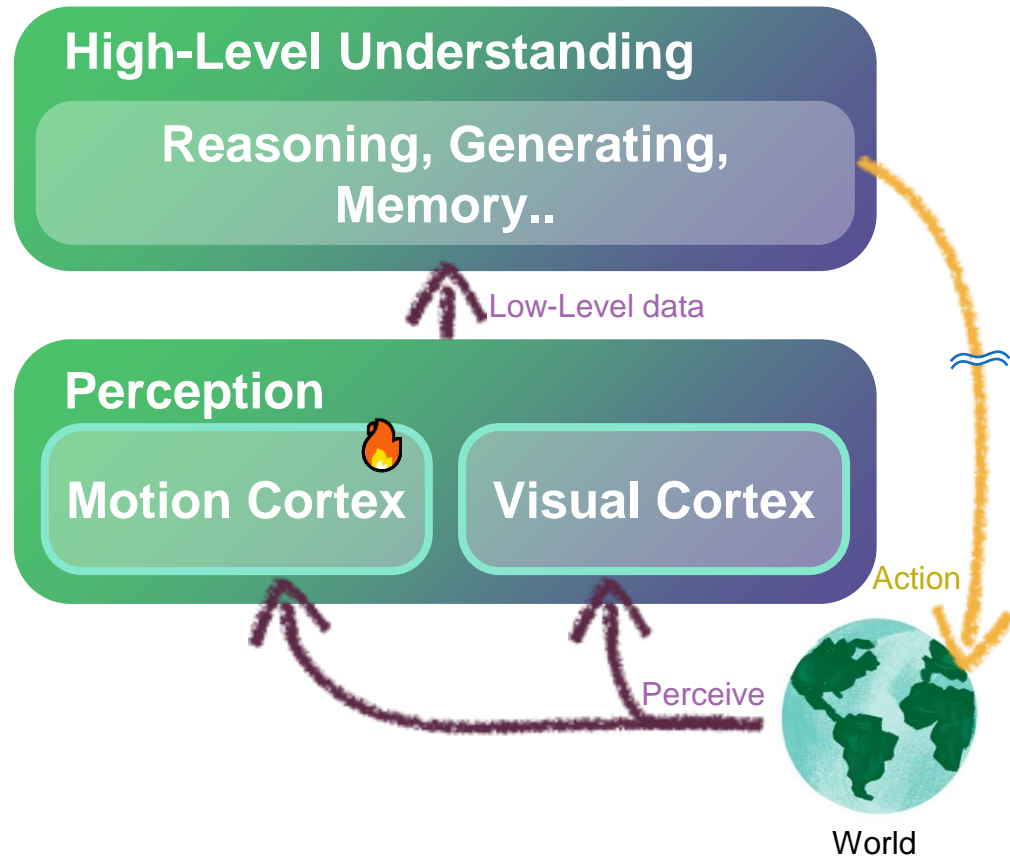 High-Level Understanding
Reasoning, Generating,
Memory..
Low-Level data
Perception
Motion Cortex
Visual Cortex
Action
Perceive
World